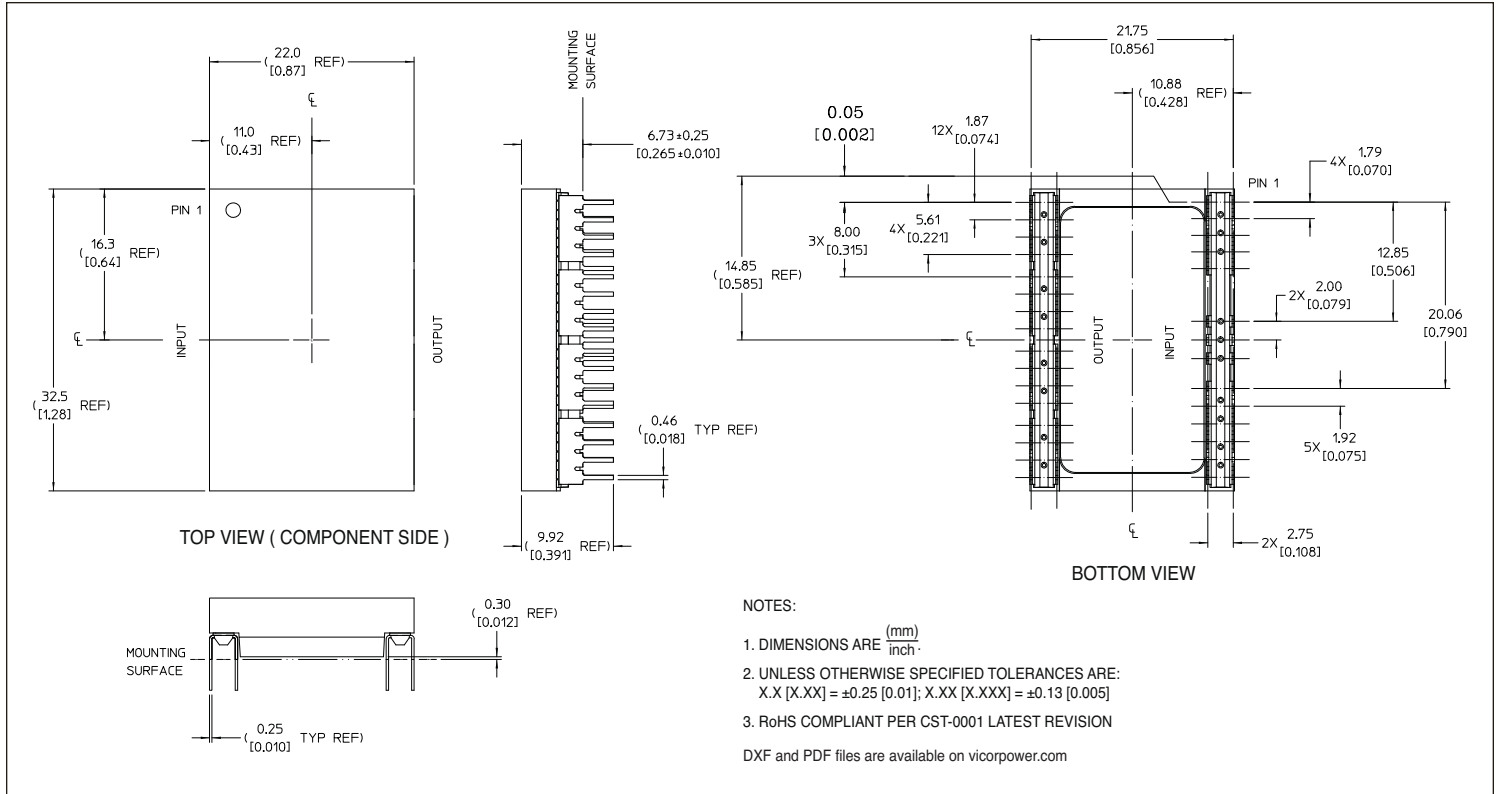 22.0
( REF)
[0.87]
℄
11.0
( REF)
[0.43]
PIN 1
16.3
( REF)
[0.64]
℄
INPUT
OUTPUT
32.5
( REF)
[1.28]
TOP VIEW ( COMPONENT SIDE )
MOUNTING
SURFACE
6.73±0.25
[0.265±0.010]
0.46
( TYP REF)
[0.018]
9.92
( REF)
[0.391]
21.75
[0.856]
10.88
( REF)
[0.428]
0.05
[0.002]
12X 1.87
[0.074]
4X 1.79
[0.070]
PIN 1
4X 5.61
[0.221]
3X 8.00
[0.315]
14.85
( REF)
[0.585]
12.85
[0.506]
2X 2.00
[0.079]
20.06
[0.790]
℄
OUTPUT
INPUT
5X 1.92
[0.075]
℄
2X 2.75
[0.108]
BOTTOM VIEW
0.30
( REF)
[0.012]
MOUNTING
SURFACE
0.25
( TYP REF)
[0.010]
NOTES:
1. DIMENSIONS ARE (mm)
inch.
2. UNLESS OTHERWISE SPECIFIED TOLERANCES ARE:
X.X [X.XX] = ±0.25 [0.01]; X.XX [X.XXX] = ±0.13 [0.005]
3. RoHS COMPLIANT PER CST-0001 LATEST REVISION
DXF and PDF files are available on vicorpower.com